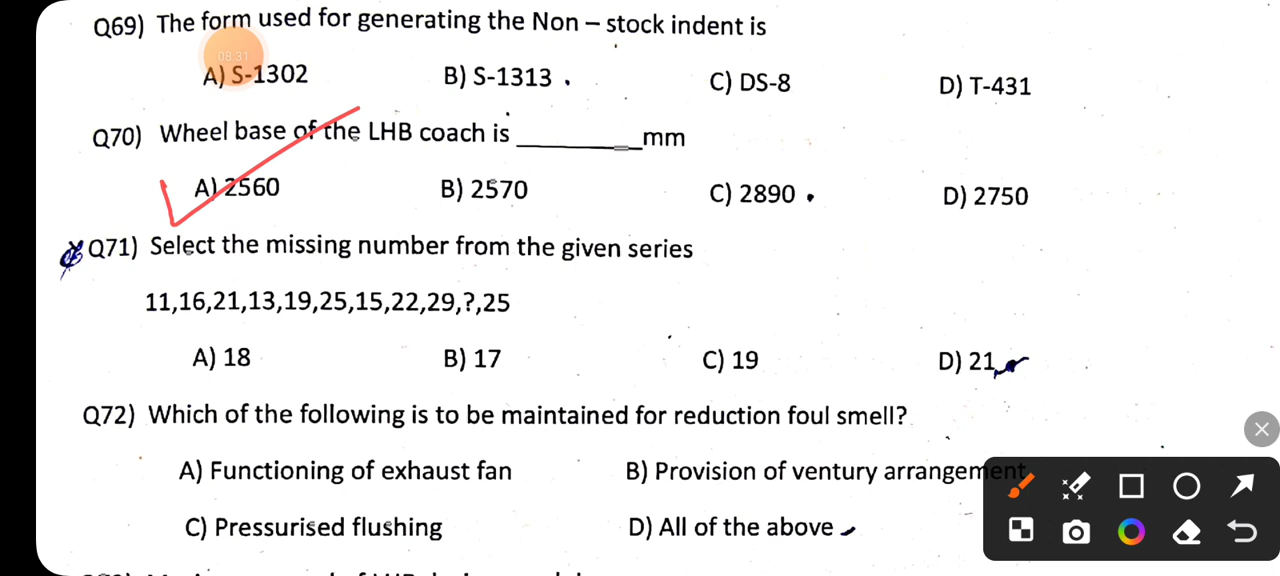 Q69) The form used for generating the Non – stock indent is
08:31
A) S-1302 B) S-1313 . C) DS-8 D) T-431
Q70) Wheel base of the LHB coach is _________mm
A) 2560 B) 2570 C) 2890 . D) 2750
Q71) Select the missing number from the given series
11,16,21,13,19,25,15,22,29,?,25
A) 18 B) 17 C) 19 D) 21
Q72) Which of the following is to be maintained for reduction foul smell?
A) Functioning of exhaust fan B) Provision of ventury arrangement
C) Pressurised flushing D) All of the above